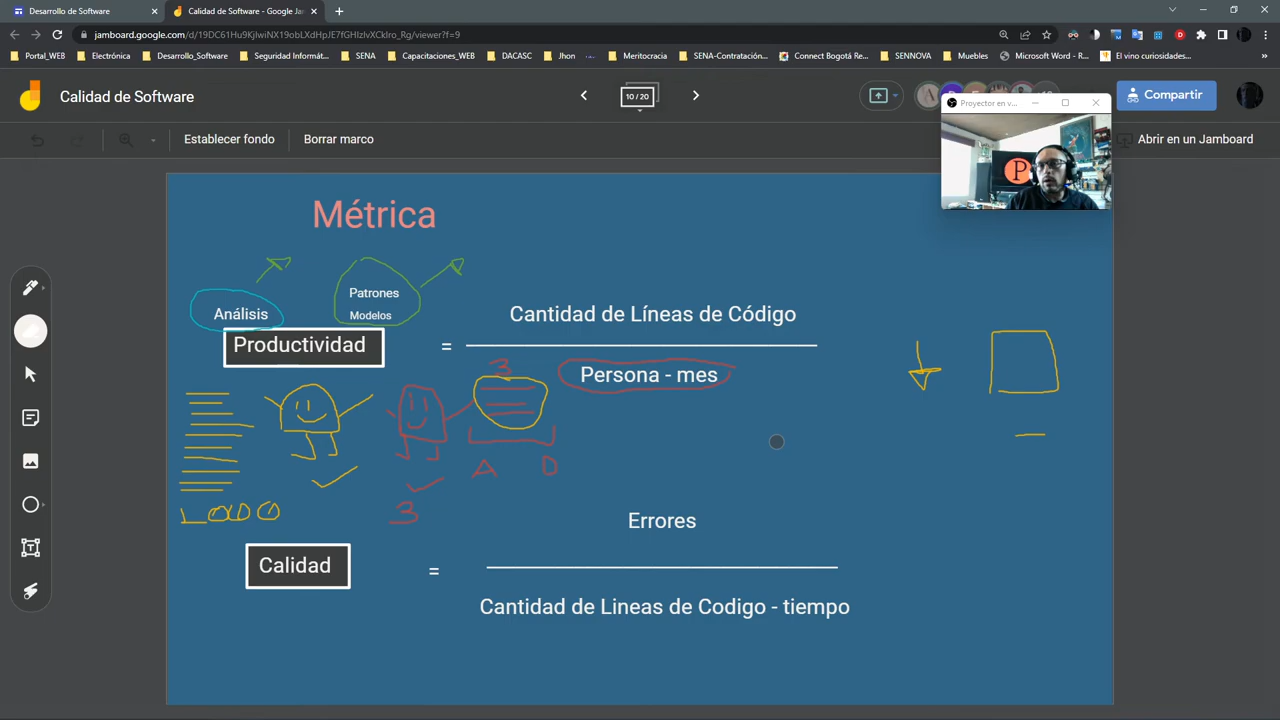 Desarrollo de Software
Calidad de Software - Google Ja
jamboard.google.com/d/19DC61Hu9KjlwiNX19obLXdHpJE7fGHIzlvXCkIro_Rg/viewer?f=9
Portal_WEB
Electrónica
Desarrollo_Software
Seguridad Informát...
SENA
Capacitaciones_WEB
DACASC
Jhon
Meritocracia
SENA-Contratación...
Connect Bogotá Re...
SENNOVA
Muebles
Microsoft Word - R...
El vino curiosidades...
Calidad de Software
10/20
Compartir
Proyector en v...
Establecer fondo
Borrar marco
Abrir en un Jamboard
P
Métrica
Análisis
Patrones
Modelos
Productividad
=
Cantidad de Líneas de Código
Persona - mes
3
A D
3
Errores
Calidad
=
Cantidad de Lineas de Codigo - tiempo